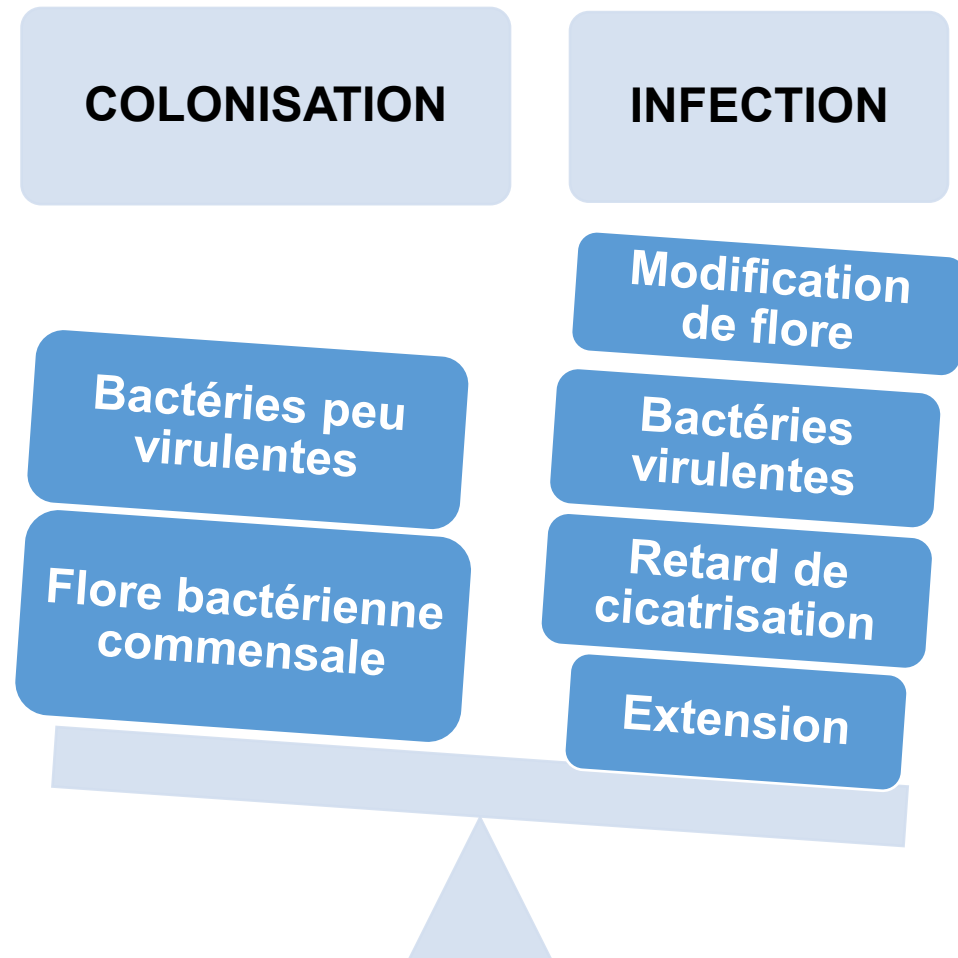 COLONISATION
INFECTION
Bactéries peu
virulentes
Flore bactérienne
commensale
Modification
de flore
Bactéries
virulentes
Retard de
cicatrisation
Extension